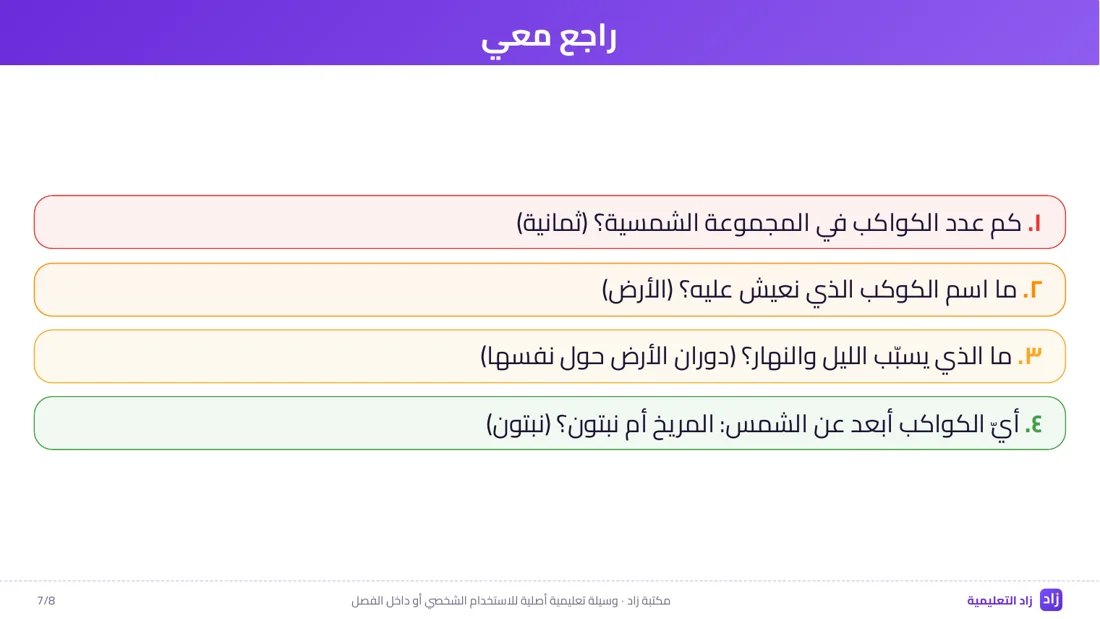 راجع معي
١. كم عدد الكواكب في المجموعة الشمسية؟ (ثمانية)
٢. ما اسم الكوكب الذي نعيش عليه؟ (الأرض)
٣. ما الذي يسبّب الليل والنهار؟ (دوران الأرض حول نفسها)
٤. أيّ الكواكب أبعد عن الشمس: المريخ أم نبتون؟ (نبتون)
زاد زاد التعليمية
مكتبة زاد · وسيلة تعليمية أصلية للاستخدام الشخصي أو داخل الفصل
7/8